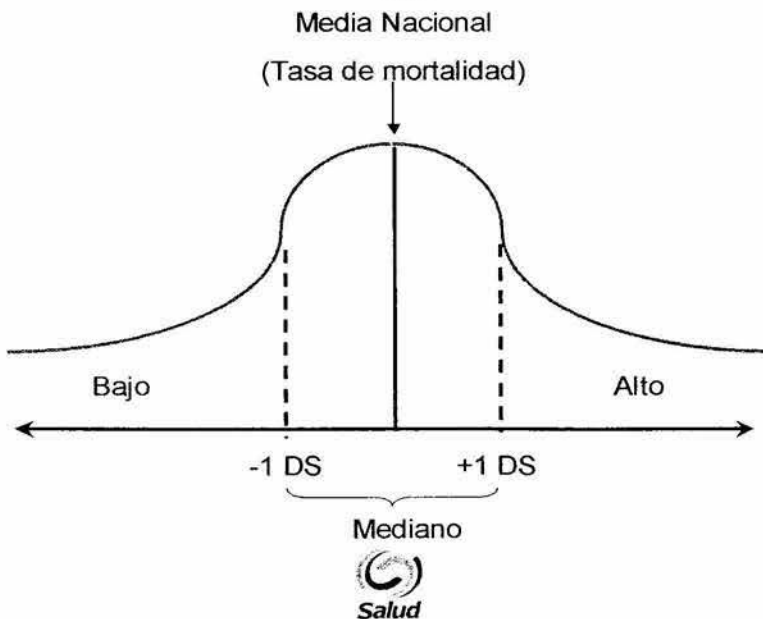 Media Nacional
(Tasa de mortalidad)
Bajo
Alto
-1 DS
+1 DS
Mediano
Salud